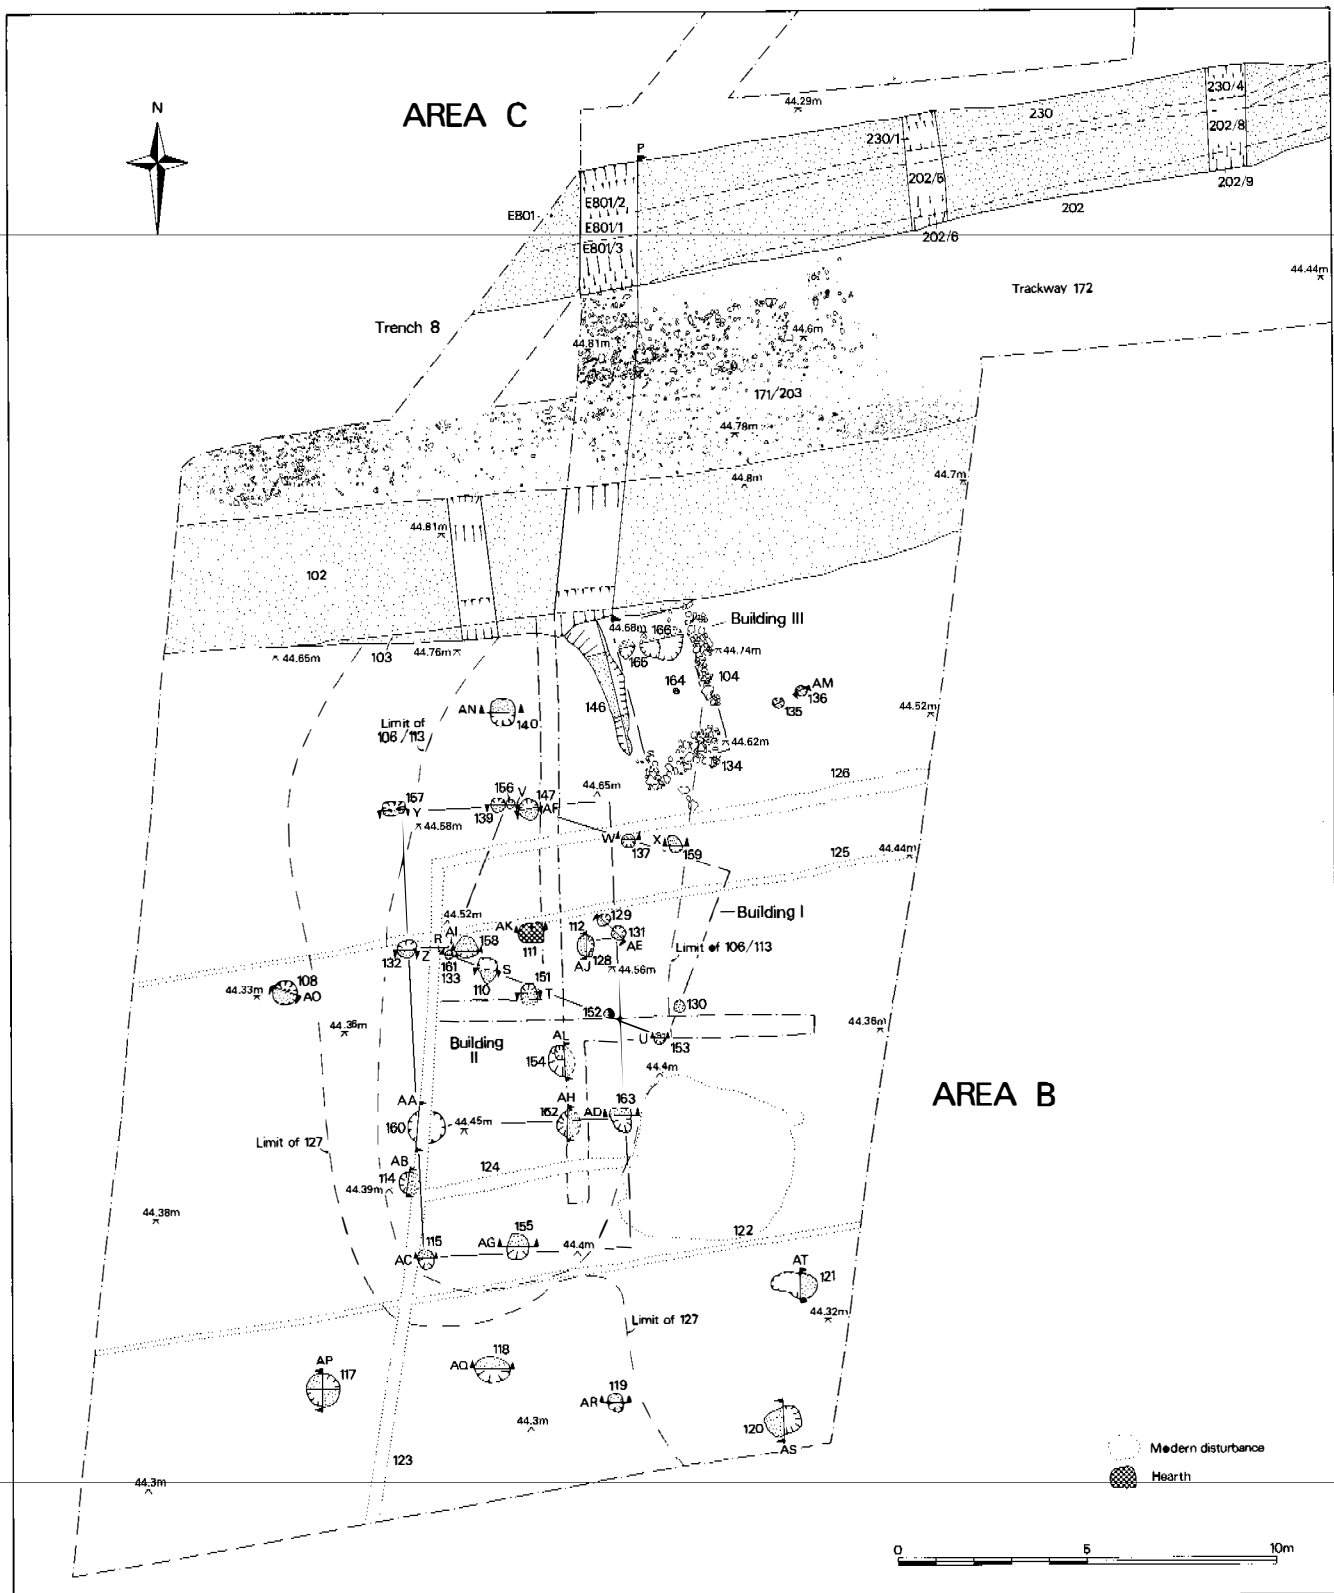 AREA C
N
44.29m
230/4
230
P
230/1
202/8
202/5
202/9
E801/2
E801
E801/1
202
E801/3
202/6
44.44m
Trackway 172
Trench 8
44.6m
44.81m
171/203
44.78m
44.8m
44.7m
44.81m
102
Building III
44.68m
166
103
44.76m
44.65m
165
44.74m
164
104
AM
136
135
AN
140
146
44.52m
Limit of
106/113
44.62m
134
126
44.65m
157
156
V
147
Y
139
AF
44.58m
W
X
137
159
125
44.44m
44.52m
129
Building I
AK
112
131
R
AI
158
111
AE
Limit of 106/113
132
Z
161
133
S
AJ
128
44.56m
108
110
151
44.33m
AO
T
130
152
44.36m
44.36m
Building
II
AL
U
153
154
44.4m
AREA B
AA
AH
163
162
AD
160
44.45m
Limit of 127
AB
124
114
44.39m
44.38m
155
122
115
AG
44.4m
AC
AT
121
44.32m
Limit of 127
118
AP
AQ
117
119
AR
120
44.3m
AS
Modern disturbance
123
Hearth
44.3m
0 5 10m